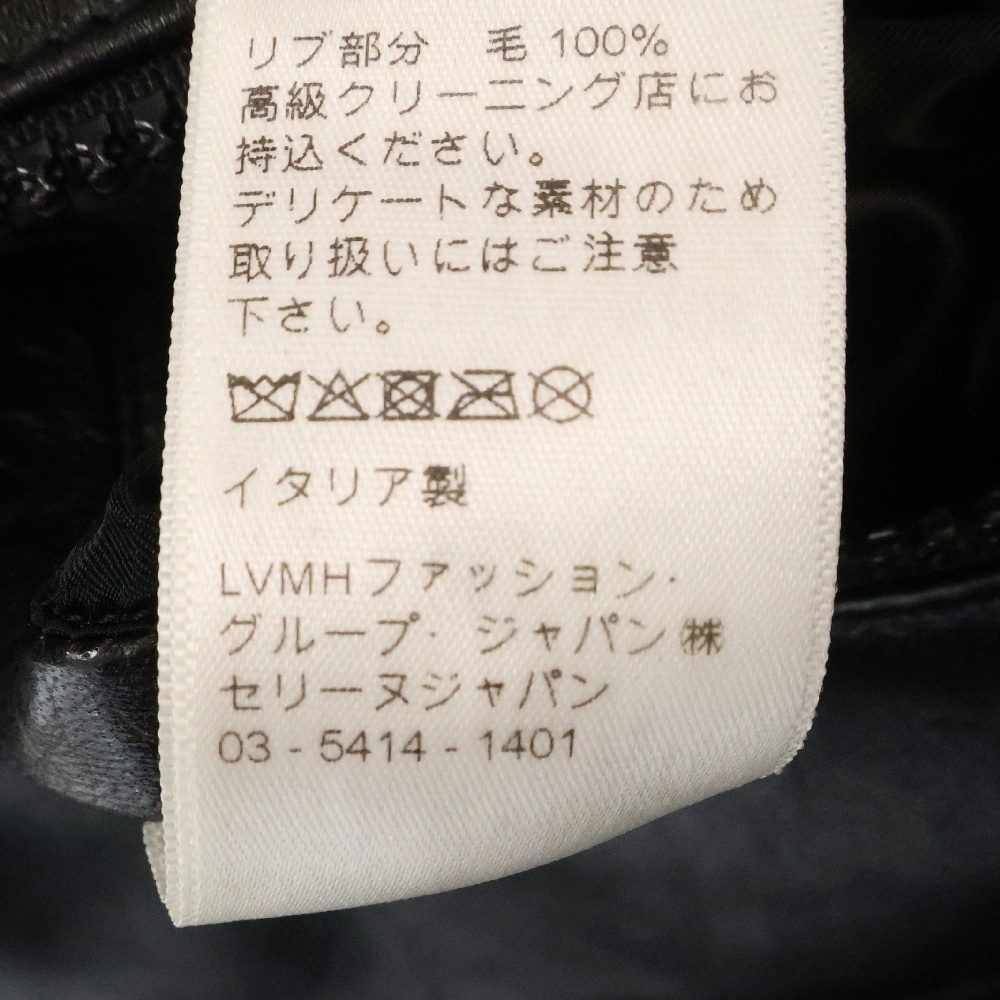 リブ部分　毛 100%
高級クリーニング店にお
持込ください。
デリケートな素材のため
取り扱いにはご注意
下さい。
イタリア製
LVMHファッション・
グループ・ジャパン㈱
セリーヌジャパン
03 - 5414 - 1401